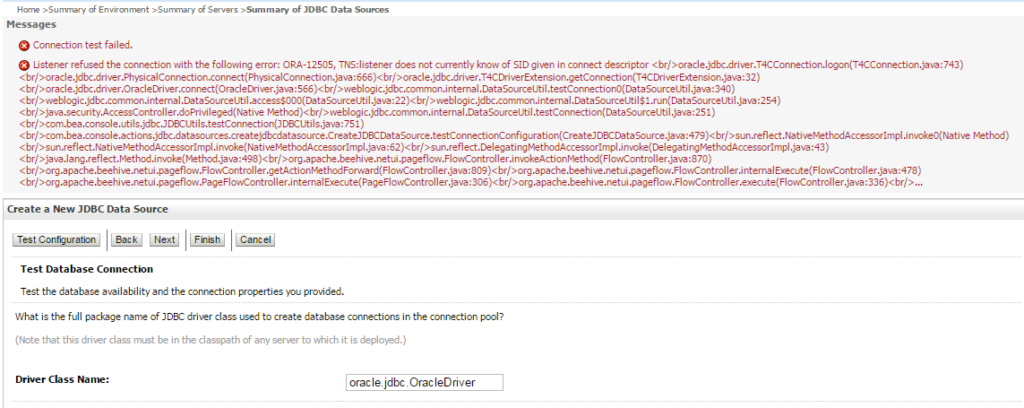 Home >Summary of Environment >Summary of Servers >Summary of JDBC Data Sources
Messages
Connection test failed.
Listener refused the connection with the following error: ORA-12505, TNS:listener does not currently know of SID given in connect descriptor <br/>oracle.jdbc.driver.T4CConnection.logon(T4CConnection.java:743)
<br/>oracle.jdbc.driver.PhysicalConnection.connect(PhysicalConnection.java:666)<br/>oracle.jdbc.driver.T4CDriverExtension.getConnection(T4CDriverExtension.java:32)
<br/>oracle.jdbc.driver.OracleDriver.connect(OracleDriver.java:566)<br/>weblogic.jdbc.common.internal.DataSourceUtil.testConnection0(DataSourceUtil.java:340)
<br/>weblogic.jdbc.common.internal.DataSourceUtil.access$000(DataSourceUtil.java:22)<br/>weblogic.jdbc.common.internal.DataSourceUtil$1.run(DataSourceUtil.java:254)
<br/>java.security.AccessController.doPrivileged(Native Method)<br/>weblogic.jdbc.common.internal.DataSourceUtil.testConnection(DataSourceUtil.java:251)
<br/>com.bea.console.utils.jdbc.JDBCUtils.testConnection(JDBCUtils.java:751)
<br/>com.bea.console.actions.jdbc.datasources.createjdbcdatasource.CreateJDBCDataSource.testConnectionConfiguration(CreateJDBCDataSource.java:479)<br/>sun.reflect.NativeMethodAccessorImpl.invoke0(Native Method)
<br/>sun.reflect.NativeMethodAccessorImpl.invoke(NativeMethodAccessorImpl.java:62)<br/>sun.reflect.DelegatingMethodAccessorImpl.invoke(DelegatingMethodAccessorImpl.java:43)
<br/>java.lang.reflect.Method.invoke(Method.java:498)<br/>org.apache.beehive.netui.pageflow.FlowController.invokeActionMethod(FlowController.java:870)
<br/>org.apache.beehive.netui.pageflow.FlowController.getActionMethodForward(FlowController.java:809)<br/>org.apache.beehive.netui.pageflow.FlowController.internalExecute(FlowController.java:478)
<br/>org.apache.beehive.netui.pageflow.PageFlowController.internalExecute(PageFlowController.java:306)<br/>org.apache.beehive.netui.pageflow.FlowController.execute(FlowController.java:336)<br/>...
Create a New JDBC Data Source
Test Configuration Back Next Finish Cancel
Test Database Connection
Test the database availability and the connection properties you provided.
What is the full package name of JDBC driver class used to create database connections in the connection pool?
(Note that this driver class must be in the classpath of any server to which it is deployed.)
Driver Class Name: oracle.jdbc.OracleDriver